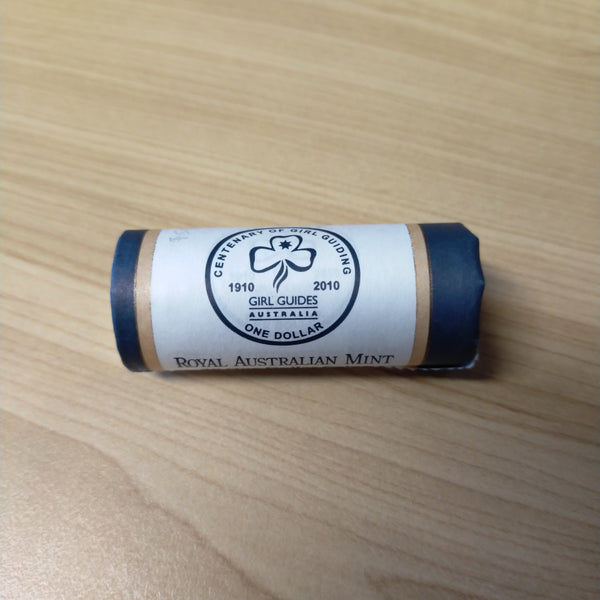 CENTENARY OF GIRL GUIDING
1910 2010
GIRL GUIDES
AUSTRALIA
ONE DOLLAR
ROYAL AUSTRALIAN MINT